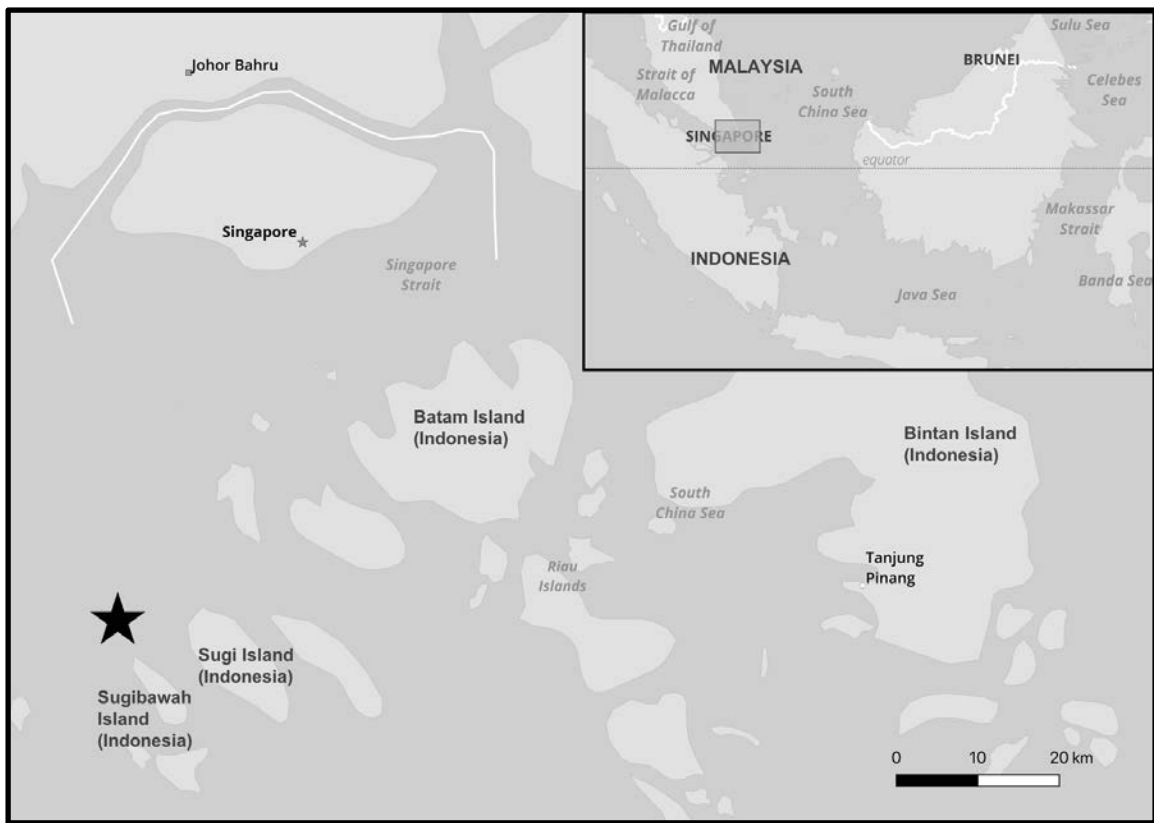 Johor Bahru
Singapore
Singapore
Strait
Gulf of
Thailand
Sulu Sea
MALAYSIA
BRUNEI
Strait of
Malacca
South
China Sea
Celebes
Sea
SINGAPORE
equator
Makassar
Strait
INDONESIA
Java Sea
Banda Sea
Batam Island
(Indonesia)
Bintan Island
(Indonesia)
South
China Sea
Riau
Islands
Tanjung
Pinang
Sugi Island
(Indonesia)
Sugibawah
Island
(Indonesia)
0 10 20 km